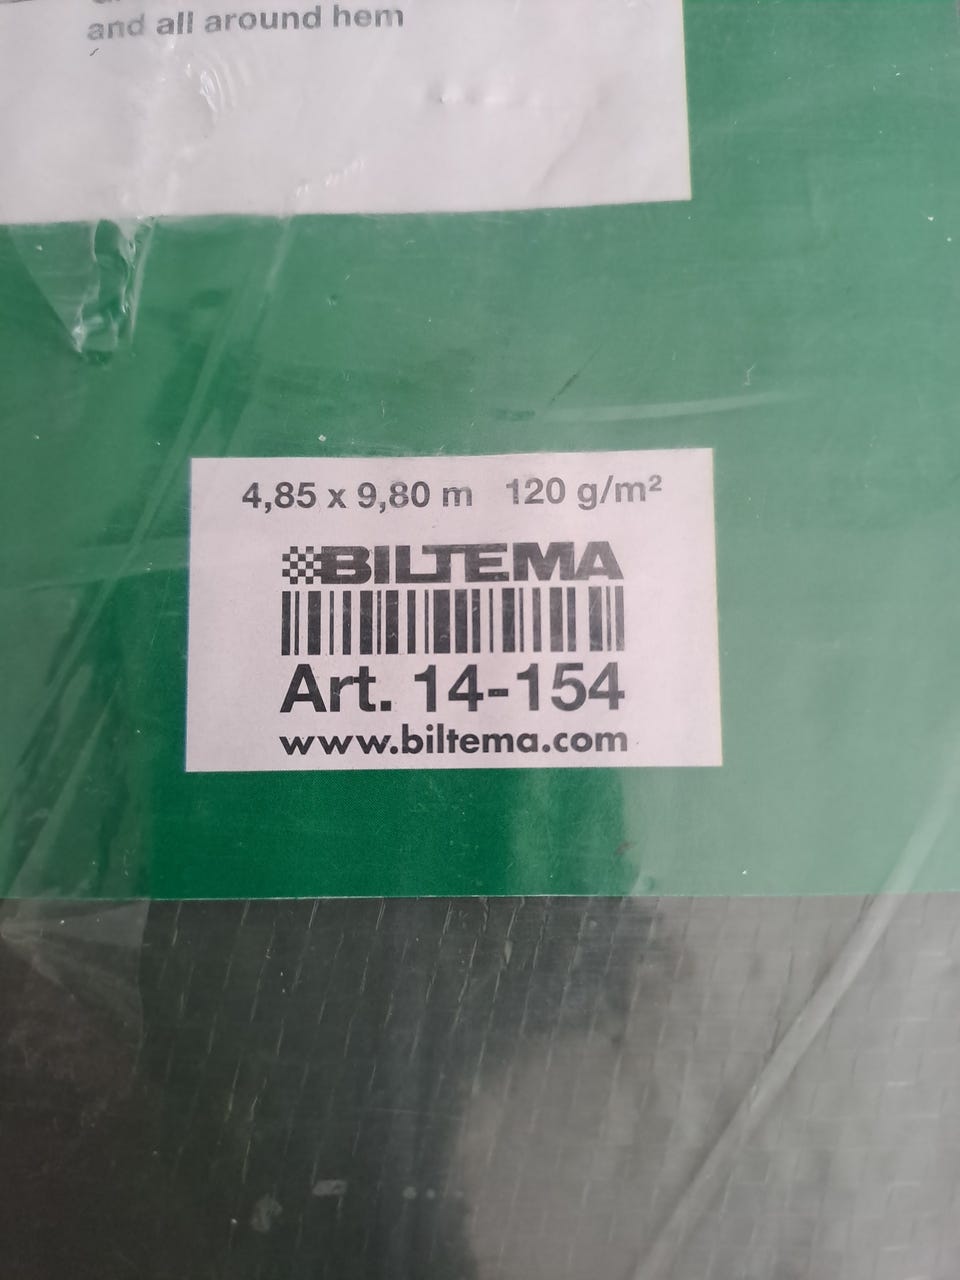 and all around hem
4,85 x 9,80 m 120 g/m²
BILTEMA
Art. 14-154
www.biltema.com